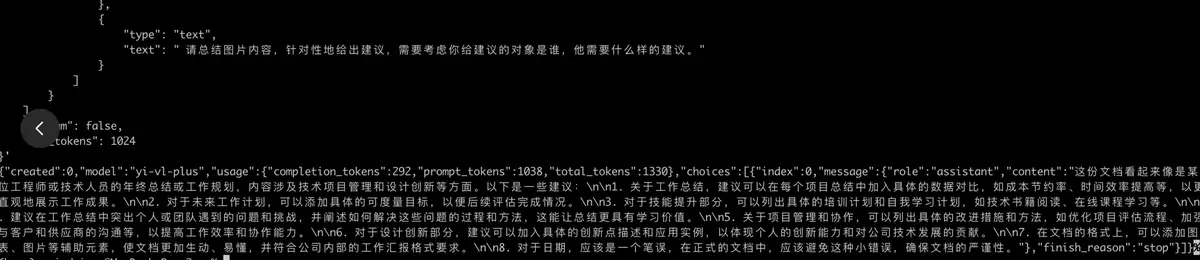 },
{
"type": "text",
"text": " 请总结图片内容，针对性地给出建议，需要考虑你给建议的对象是谁，他需要什么样的建议。"
}
]
}
]
": false,
_tokens": 1024
}'
{"created":0,"model":"yi-vl-plus","usage":{"completion_tokens":292,"prompt_tokens":1038,"total_tokens":1330},"choices":[{"index":0,"message":{"role":"assistant","content":"这份文档看起来像是某
位工程师或技术人员的年终总结或工作规划，内容涉及技术项目管理和设计创新等方面。以下是一些建议：\n\n1. 关于工作总结，建议可以在每个项目总结中加入具体的数据对比，如成本节约率、时间效率提高等，以更
直观地展示工作成果。\n\n2. 对于未来工作计划，可以添加具体的可度量目标，以便后续评估完成情况。\n\n3. 对于技能提升部分，可以列出具体的培训计划和自我学习计划，如技术书籍阅读、在线课程学习等。\n\n
. 建议在工作总结中突出个人或团队遇到的问题和挑战，并阐述如何解决这些问题的过程和方法，这能让总结更具有学习价值。\n\n5. 关于项目管理和协作，可以列出具体的改进措施和方法，如优化项目评估流程、加强
与客户和供应商的沟通等，以提高工作效率和协作能力。\n\n6. 对于设计创新部分，建议可以加入具体的创新点描述和应用实例，以体现个人的创新能力和对公司技术发展的贡献。\n\n7. 在文档的格式上，可以添加图
表、图片等辅助元素，使文档更加生动、易懂，并符合公司内部的工作汇报格式要求。\n\n8. 对于日期，应该是一个笔误，在正式的文档中，应该避免这种小错误，确保文档的严谨性。"},"finish_reason":"stop"}]}%